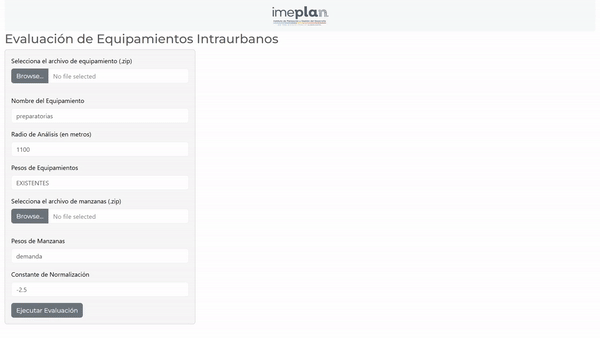 imeplan
Evaluación de Equipamientos Intraurbanos
Selecciona el archivo de equipamiento (.zip)
Browse... No file selected
Nombre del Equipamiento
preparatorias
Radio de Análisis (en metros)
1100
Pesos de Equipamientos
EXISTENTES
Selecciona el archivo de manzanas (.zip)
Browse... No file selected
Pesos de Manzanas
demanda
Constante de Normalización
-2.5
Ejecutar Evaluación